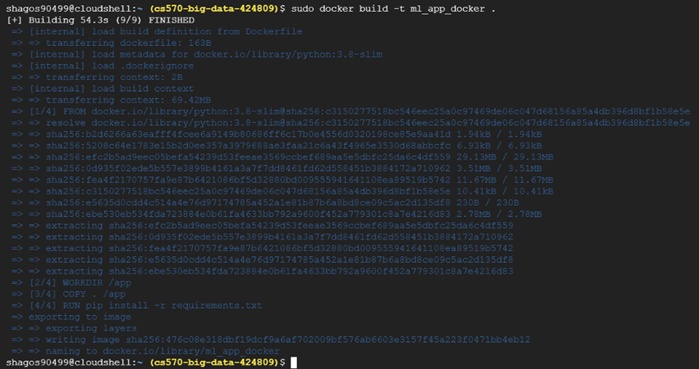 shagos90499@cloudshell:~ (cs570-big-data-424809)$ sudo docker build -t ml_app_docker .
[+] Building 54.3s (9/9) FINISHED
=> [internal] load build definition from Dockerfile
=> => transferring dockerfile: 163B
=> [internal] load metadata for docker.io/library/python:3.8-slim
=> [internal] load .dockerignore
=> => transferring context: 2B
=> [internal] load build context
=> => transferring context: 69.42MB
=> [1/4] FROM docker.io/library/python:3.8-slim@sha256:c3150277518bc546eec25a0c97469de06c047d68156a85a4db396d8bf1b58e5e
=> => resolve docker.io/library/python:3.8-slim@sha256:c3150277518bc546eec25a0c97469de06c047d68156a85a4db396d8bf1b58e5e
=> => 1.94kB / 1.94kB
=> => 6.93kB / 6.93kB
=> => sha256:efc2b5ad9eec05befa54239d53feeae3569ccbef689aa5e5dbfc25da6c4df559 29.13MB / 29.13MB
=> => sha256:0d935f02ede5b557e3899b4161a3a7f7dd8461fd62d558451b3884172a710962 3.51MB / 3.51MB
=> => sha256:fea4f2170757fa9e87b6421086bf5d32880bd009555941641108ea89519b5742 11.67MB / 11.67MB
=> => sha256:c3150277518bc546eec25a0c97469de06c047d68156a85a4db396d8bf1b58e5e 10.41kB / 10.41kB
=> => sha256:e5635d0cdd4c514a4e76d97174785a452a1e81b87b6a8bd8ce09c5ac2d135df8 230B / 230B
=> => sha256:ebe530eb534fda723884e0b61fa4633bb792a9600f452a779301c8a7e4216d83 2.78MB / 2.78MB
=> => extracting sha256:efc2b5ad9eec05befa54239d53feeae3569ccbef689aa5e5dbfc25da6c4df559
=> => extracting sha256:0d935f02ede5b557e3899b4161a3a7f7dd8461fd62d558451b3884172a710962
=> => extracting sha256:fea4f2170757fa9e87b6421086bf5d32880bd009555941641108ea89519b5742
=> => extracting sha256:e5635d0cdd4c514a4e76d97174785a452a1e81b87b6a8bd8ce09c5ac2d135df8
=> => extracting sha256:ebe530eb534fda723884e0b61fa4633bb792a9600f452a779301c8a7e4216d83
=> [2/4] WORKDIR /app
=> [3/4] COPY . /app
=> [4/4] RUN pip install -r requirements.txt
=> exporting to image
=> => exporting layers
=> => writing image sha256:476c08e318dbf19dcf9a6af702009bf576ab6603e3157f45a223f0471bb4eb12
=> => naming to docker.io/library/ml_app_docker
shagos90499@cloudshell:~ (cs570-big-data-424809)$